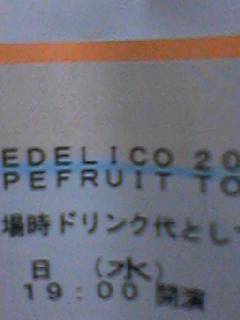 EDELICO 20
PEFRUIT TO
場時ドリンク代とし
日 (水)
19:00 開演